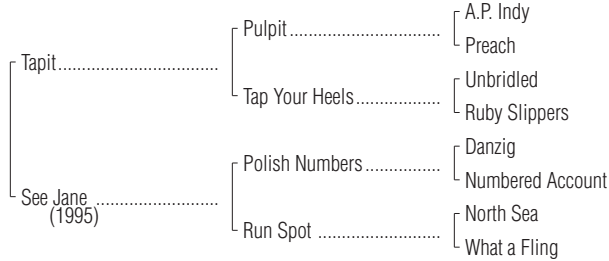 A.P. Indy
Pulpit
Preach
Tapit
Unbridled
Tap Your Heels
Ruby Slippers
Danzig
Polish Numbers
Numbered Account
See Jane
(1995)
North Sea
Run Spot
What a Fling